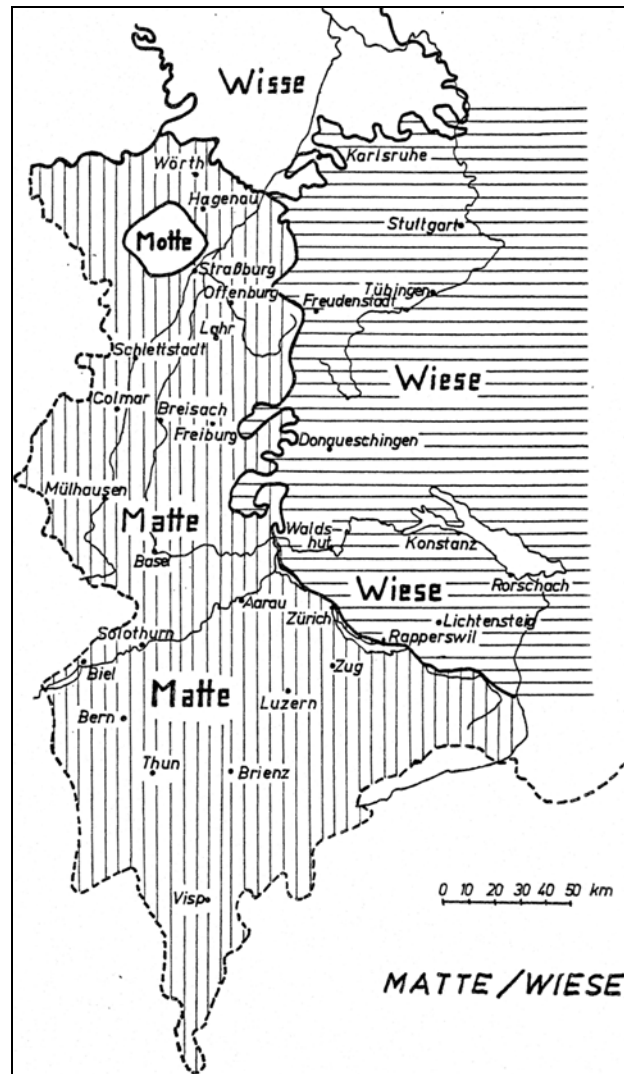 Wisse
Karlsruhe
Wörth
Hagenau
Stuttgart
Motte
Straßburg
Tübingen
Offenburg
Freudenstadt
Lahr
Schlettstadt
Wiese
Colmar
Breisach
Freiburg
Donaueschingen
Mülhausen
Matte
Walds-
hut
Konstanz
Basel
Rorschach
Wiese
Aarau
Zürich
Lichtensteig
Solothurn
Rapperswil
Biel
Zug
Matte
Luzern
Bern
Thun
Brienz
Visp
0 10 20 30 40 50 km
MATTE/WIESE